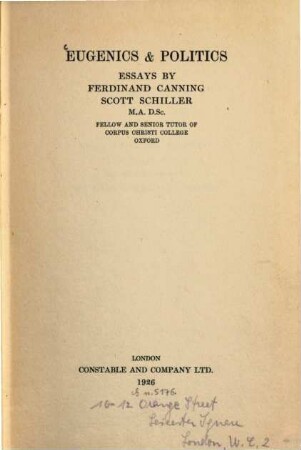 EUGENICS & POLITICS
ESSAYS BY
FERDINAND CANNING
SCOTT SCHILLER
M.A. D.Sc.
FELLOW AND SENIOR TUTOR OF
CORPUS CHRISTI COLLEGE
OXFORD
LONDON
CONSTABLE AND COMPANY LTD.
1926
10-12 Orange Street
Leicester Square
London, W.C. 2